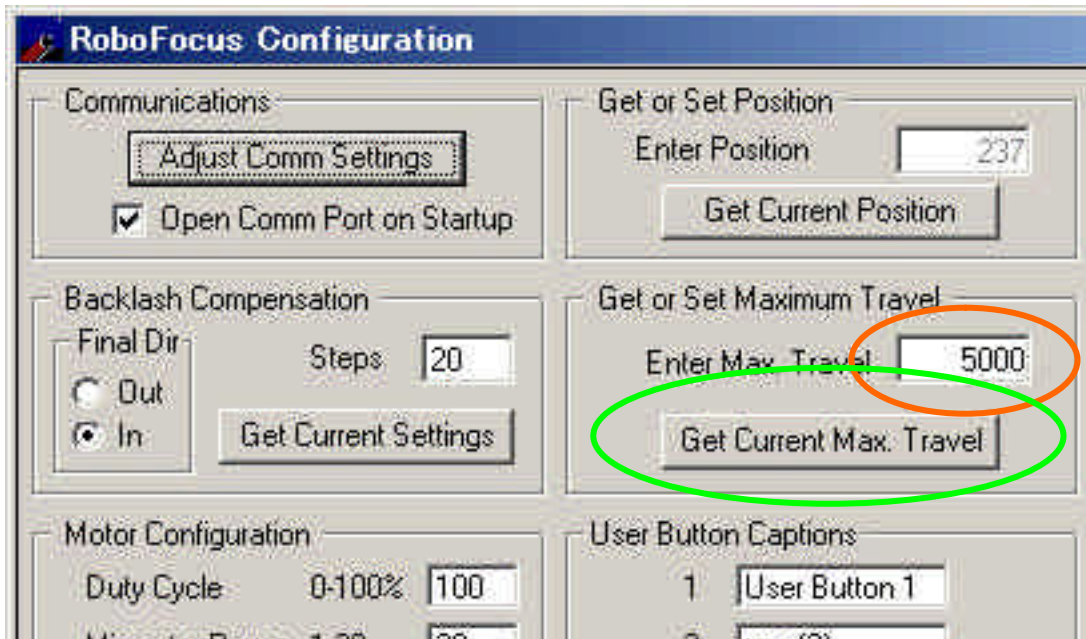 RoboFocus Configuration
Communications
Adjust Comm Settings
Open Comm Port on Startup
Get or Set Position
Enter Position 237
Get Current Position
Backlash Compensation
Final Dir
Out
In
Steps 20
Get Current Settings
Get or Set Maximum Travel
Enter Max. Travel 5000
Get Current Max. Travel
Motor Configuration
Duty Cycle 0-100% 100
User Button Captions
1 User Button 1